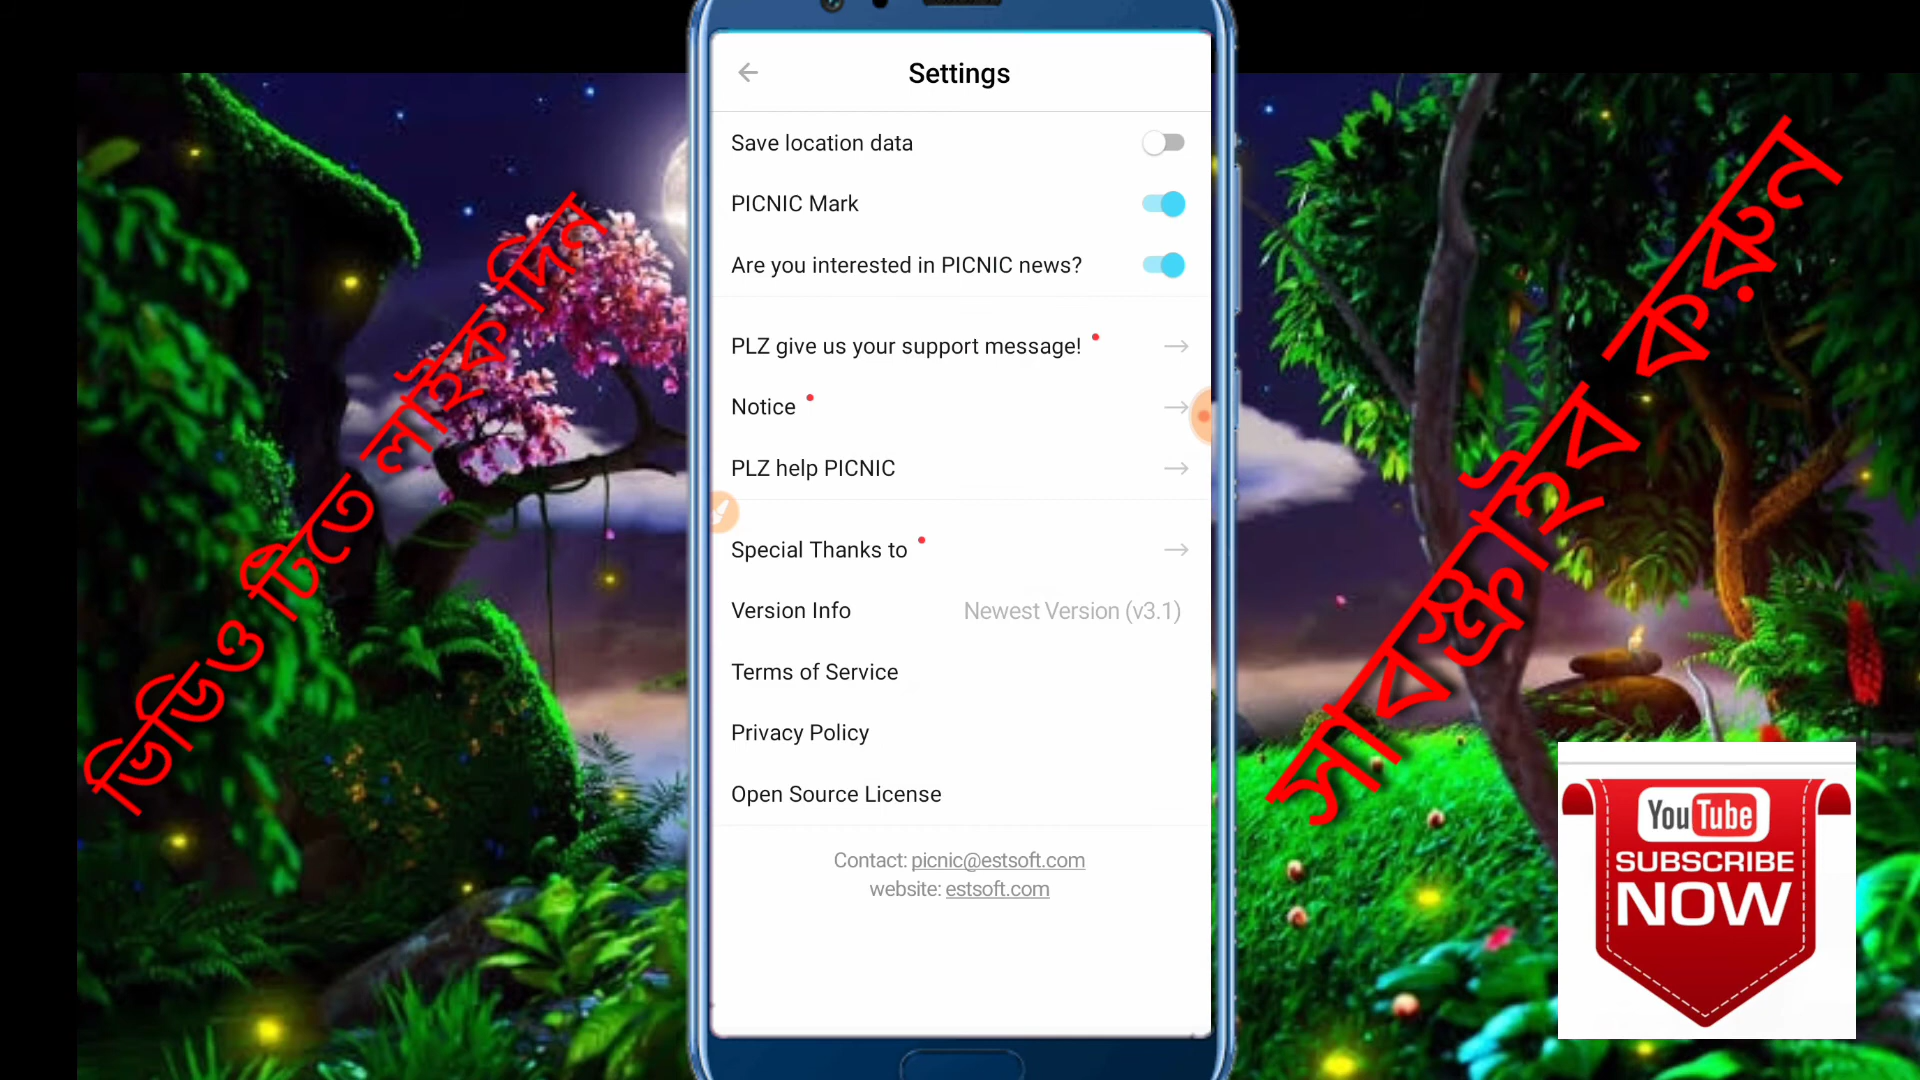 Settings
Save location data
PICNIC Mark
Are you interested in PICNIC news?
PLZ give us your support message!
Notice
PLZ help PICNIC
Special Thanks to
Version Info Newest Version (v3.1)
Terms of Service
Privacy Policy
Open Source License
Contact: picnic@estsoft.com
website: estsoft.com
ভিডিও টিতে লাইক দিন
সাবস্ক্রাইব করুন
YouTube
SUBSCRIBE
NOW